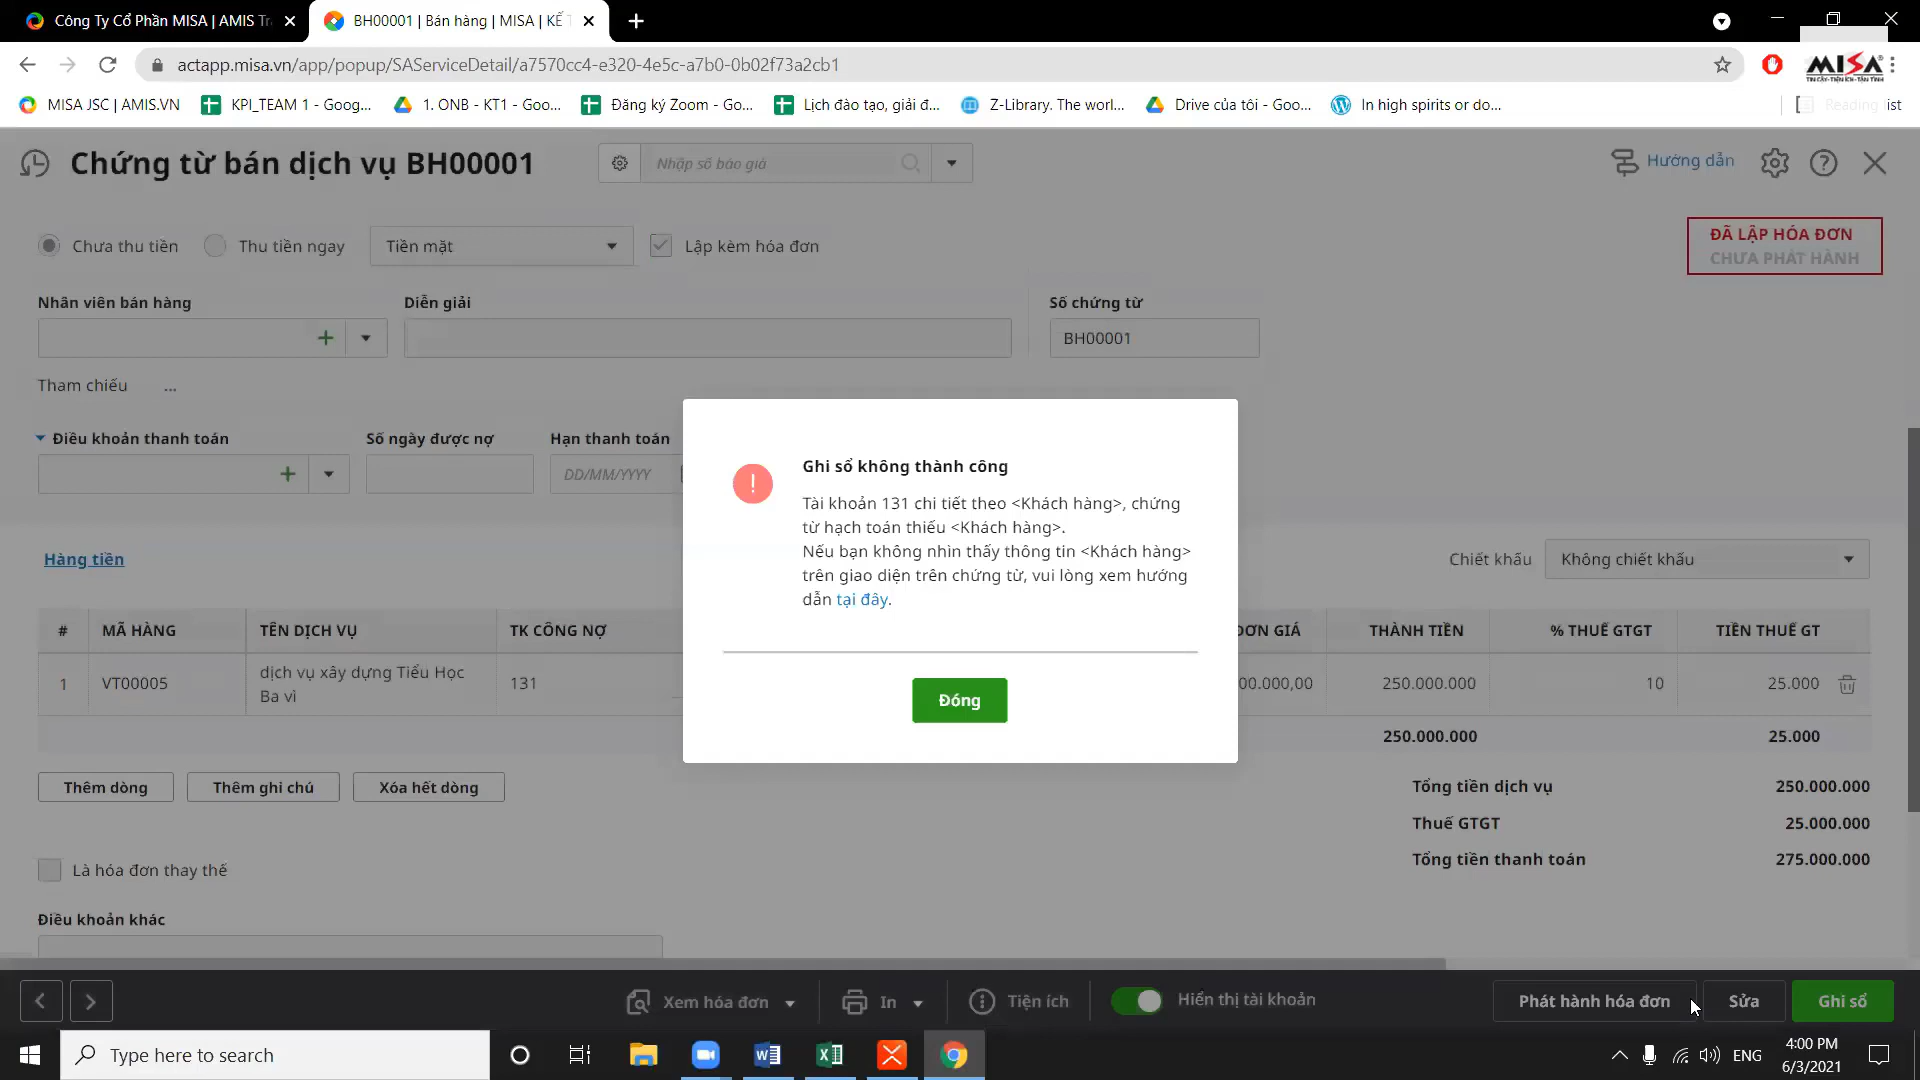 Công Ty Cổ Phần MISA | AMIS Tr
BH00001 | Bán hàng | MISA | KẾ T
actapp.misa.vn/app/popup/SAServiceDetail/a7570cc4-e320-4e5c-a7b0-0b02f73a2cb1
MISA
TIN CẬY-TIỆN ÍCH-TẬN TÌNH
MISA JSC | AMIS.VN
KPI_TEAM 1 - Goog...
1. ONB - KT1 - Goo...
Đăng ký Zoom - Go...
Lịch đào tạo, giải đ...
Z-Library. The worl...
Drive của tôi - Goo...
In high spirits or do...
Reading list
Chứng từ bán dịch vụ BH00001
Nhập số báo giá
Hướng dẫn
Chưa thu tiền
Thu tiền ngay
Tiền mặt
Lập kèm hóa đơn
ĐÃ LẬP HÓA ĐƠN
CHƯA PHÁT HÀNH
Nhân viên bán hàng
Diễn giải
Số chứng từ
BH00001
Tham chiếu
...
Điều khoản thanh toán
Số ngày được nợ
Hạn thanh toán
DD/MM/YYYY
Ghi sổ không thành công
Tài khoản 131 chi tiết theo <Khách hàng>, chứng
từ hạch toán thiếu <Khách hàng>.
Nếu bạn không nhìn thấy thông tin <Khách hàng>
trên giao diện trên chứng từ, vui lòng xem hướng
dẫn tại đây.
Đóng
Hàng tiền
Chiết khấu
Không chiết khấu
#
MÃ HÀNG
TÊN DỊCH VỤ
TK CÔNG NỢ
ĐƠN GIÁ
THÀNH TIỀN
% THUẾ GTGT
TIỀN THUẾ GT
1
VT00005
dịch vụ xây dựng Tiểu Học
Ba vì
131
00.000,00
250.000.000
10
25.000
250.000.000
25.000
Thêm dòng
Thêm ghi chú
Xóa hết dòng
Tổng tiền dịch vụ
250.000.000
Thuế GTGT
25.000.000
Tổng tiền thanh toán
275.000.000
Là hóa đơn thay thế
Điều khoản khác
Xem hóa đơn
In
Tiện ích
Hiển thị tài khoản
Phát hành hóa đơn
Sửa
Ghi sổ
Type here to search
ENG
4:00 PM
6/3/2021